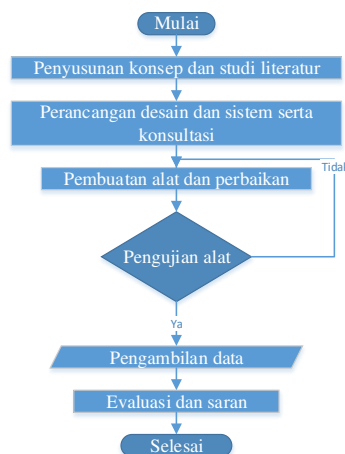 Mulai
Penyusunan konsep dan studi literatur
Perancangan desain dan sistem serta
konsultasi
Tidak
Pembuatan alat dan perbaikan
Pengujian alat
Ya
Pengambilan data
Evaluasi dan saran
Selesai